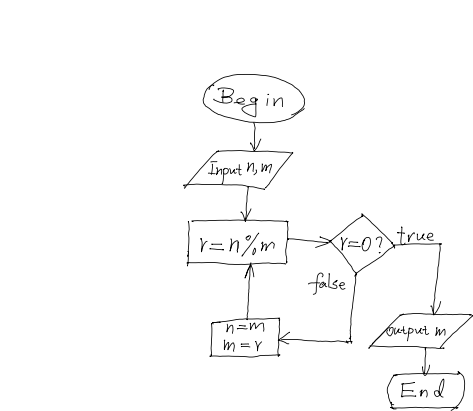 Begin
Input n,m
r=n%m
r=0?
true
false
n=m
m=r
output m
End